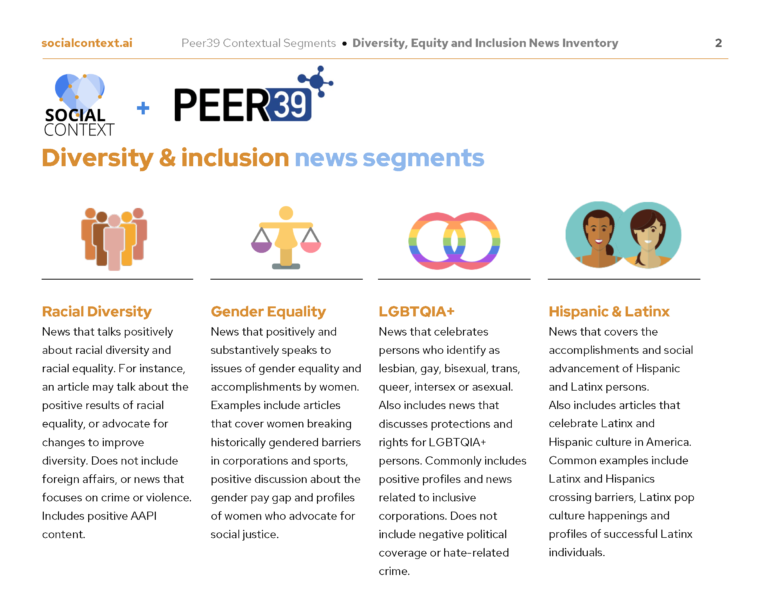 socialcontext.ai Peer39 Contextual Segments • Diversity, Equity and Inclusion News Inventory 2
SOCIAL
CONTEXT
+
PEER39
Diversity & inclusion news segments
Racial Diversity
News that talks positively
about racial diversity and
racial equality. For instance,
an article may talk about the
positive results of racial
equality, or advocate for
changes to improve
diversity. Does not include
foreign affairs, or news that
focuses on crime or violence.
Includes positive AAPI
content.
Gender Equality
News that positively and
substantively speaks to
issues of gender equality and
accomplishments by women.
Examples include articles
that cover women breaking
historically gendered barriers
in corporations and sports,
positive discussion about the
gender pay gap and profiles
of women who advocate for
social justice.
LGBTQIA+
News that celebrates
persons who identify as
lesbian, gay, bisexual, trans,
queer, intersex or asexual.
Also includes news that
discusses protections and
rights for LGBTQIA+
persons. Commonly includes
positive profiles and news
related to inclusive
corporations. Does not
include negative political
coverage or hate-related
crime.
Hispanic & Latinx
News that covers the
accomplishments and social
advancement of Hispanic
and Latinx persons.
Also includes articles that
celebrate Latinx and
Hispanic culture in America.
Common examples include
Latinx and Hispanics
crossing barriers, Latinx pop
culture happenings and
profiles of successful Latinx
individuals.